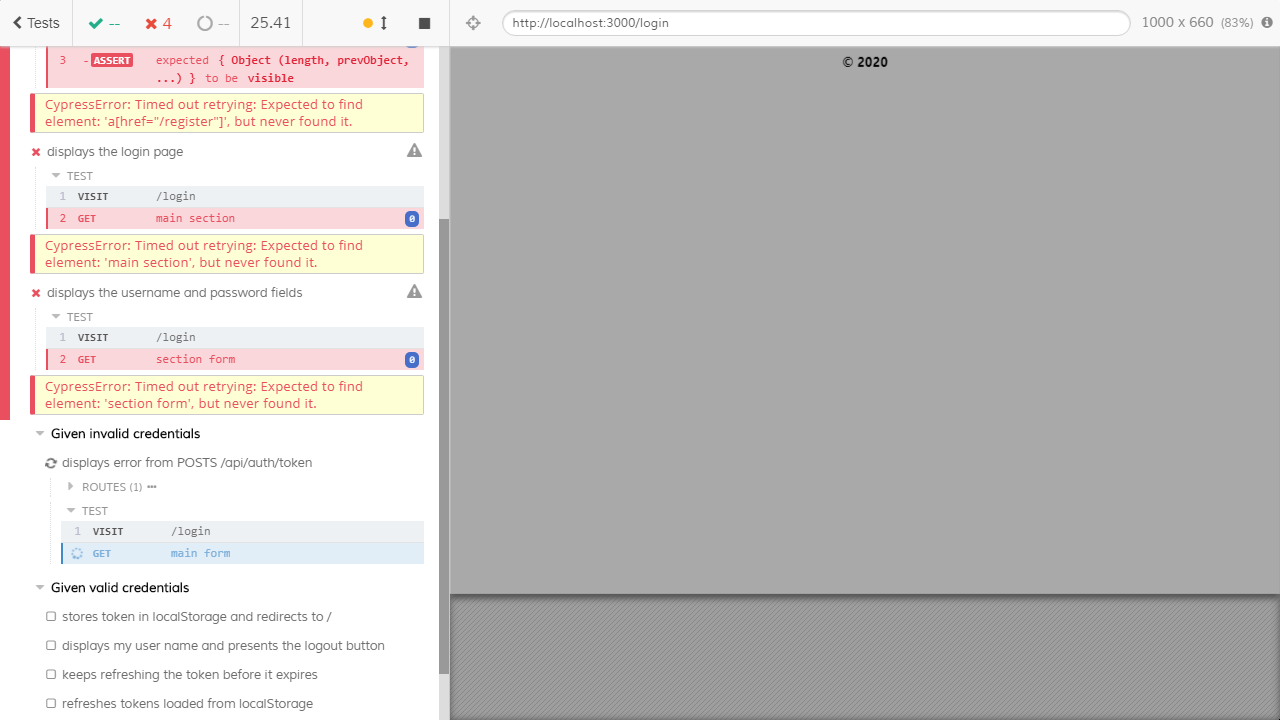 Tests
--
4
--
25.41
http://localhost:3000/login
1000 x 660 (83%)
3 -ASSERT expected { Object (length, prevObject,
...) } to be visible
CypressError: Timed out retrying: Expected to find
element: 'a[href="/register"]', but never found it.
displays the login page
TEST
1 VISIT /login
2 GET main section 0
CypressError: Timed out retrying: Expected to find
element: 'main section', but never found it.
displays the username and password fields
TEST
1 VISIT /login
2 GET section form 0
CypressError: Timed out retrying: Expected to find
element: 'section form', but never found it.
Given invalid credentials
displays error from POSTS /api/auth/token
ROUTES (1) •••
TEST
1 VISIT /login
GET main form
Given valid credentials
stores token in localStorage and redirects to /
displays my user name and presents the logout button
keeps refreshing the token before it expires
refreshes tokens loaded from localStorage
© 2020